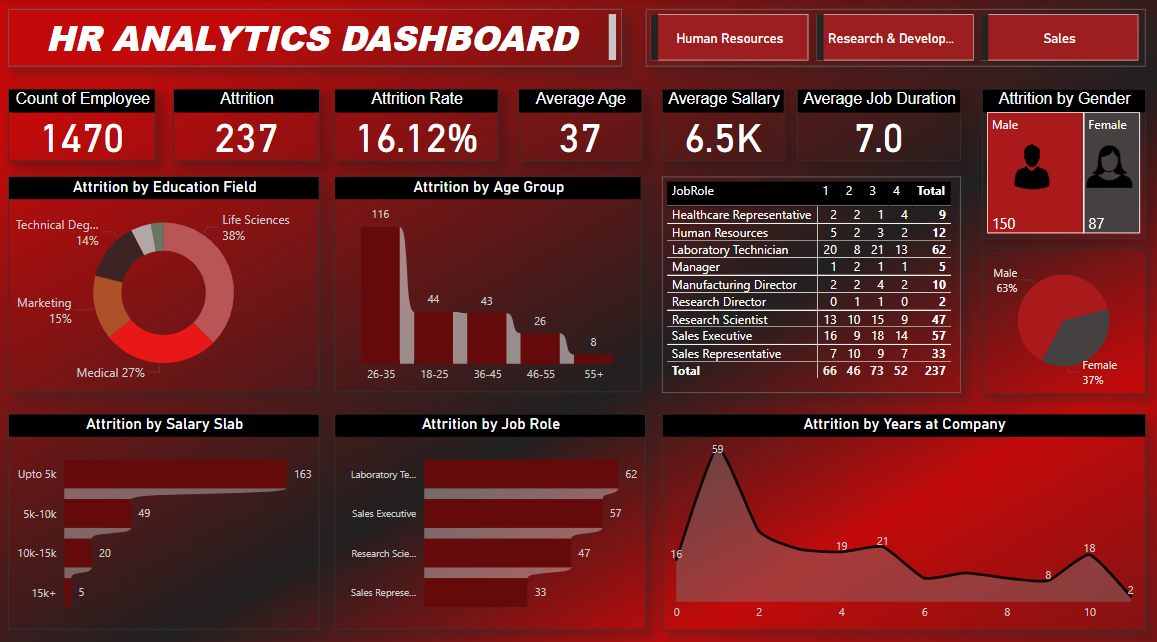 HR ANALYTICS DASHBOARD
Human Resources
Research & Develop...
Sales
Count of Employee
1470
Attrition
237
Attrition Rate
16.12%
Average Age
37
Average Sallary
6.5K
Average Job Duration
7.0
Attrition by Gender
Male
Female
150
87
Attrition by Education Field
Life Sciences
38%
Technical Deg...
14%
Marketing
15%
Medical 27%
Attrition by Age Group
116
44
43
26
8
26-35 18-25 36-45 46-55 55+
JobRole 1 2 3 4 Total
Healthcare Representative 2 2 1 4 9
Human Resources 5 2 3 2 12
Laboratory Technician 20 8 21 13 62
Manager 1 2 1 1 5
Manufacturing Director 2 2 4 2 10
Research Director 0 1 1 0 2
Research Scientist 13 10 15 9 47
Sales Executive 16 9 18 14 57
Sales Representative 7 10 9 7 33
Total 66 46 73 52 237
Male
63%
Female
37%
Attrition by Salary Slab
Upto 5k 163
5k-10k 49
10k-15k 20
15k+ 5
Attrition by Job Role
Laboratory Te... 62
Sales Executive 57
Research Scie... 47
Sales Represe... 33
Attrition by Years at Company
59
16
19
21
8
18
2
0 2 4 6 8 10